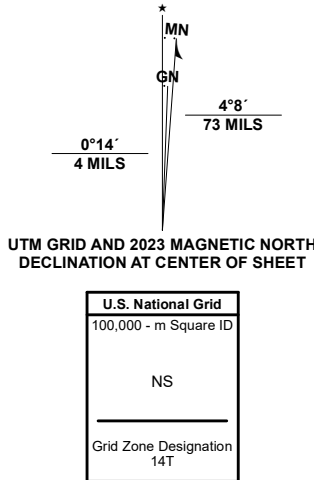 ★
MN
GN
4°8´
73 MILS
0°14´
4 MILS
UTM GRID AND 2023 MAGNETIC NORTH
DECLINATION AT CENTER OF SHEET
U.S. National Grid
100,000 - m Square ID
NS
Grid Zone Designation
14T